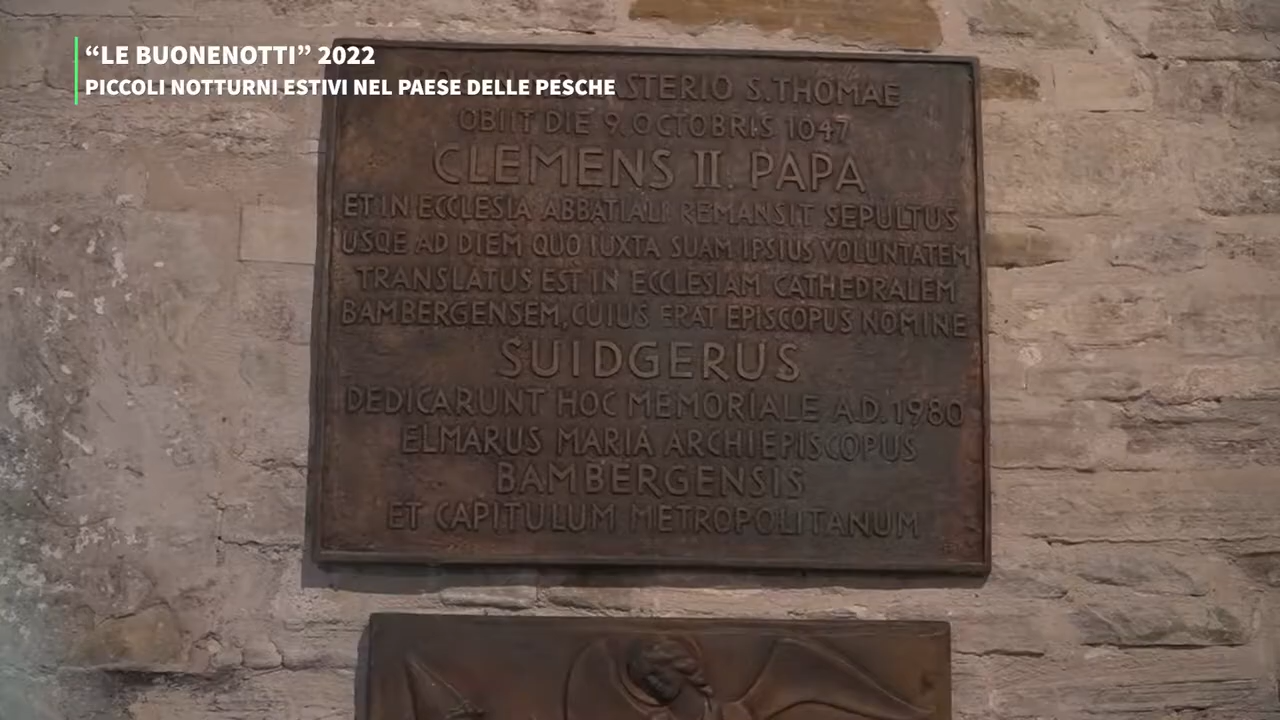 “LE BUONENOTTI” 2022
PICCOLI NOTTURNI ESTIVI NEL PAESE DELLE PESCHE
STERIO S.THOMAE
OBIIT DIE 9.OCTOBRIS 1047
CLEMENS II. PAPA
ET IN ECCLESIA ABBATIALI REMANSIT SEPULTUS
USQE AD DIEM QUO IUXTA SUAM IPSIUS VOLUNTATEM
TRANSLATUS EST IN ECCLESIAM CATHEDRALEM
BAMBERGENSEM, CUIUS ERAT EPISCOPUS NOMINE
SUIDGERUS
DEDICARUNT HOC MEMORIALE A.D.1980
ELMARUS MARIA ARCHIEPISCOPUS
BAMBERGENSIS
ET CAPITULUM METROPOLITANUM